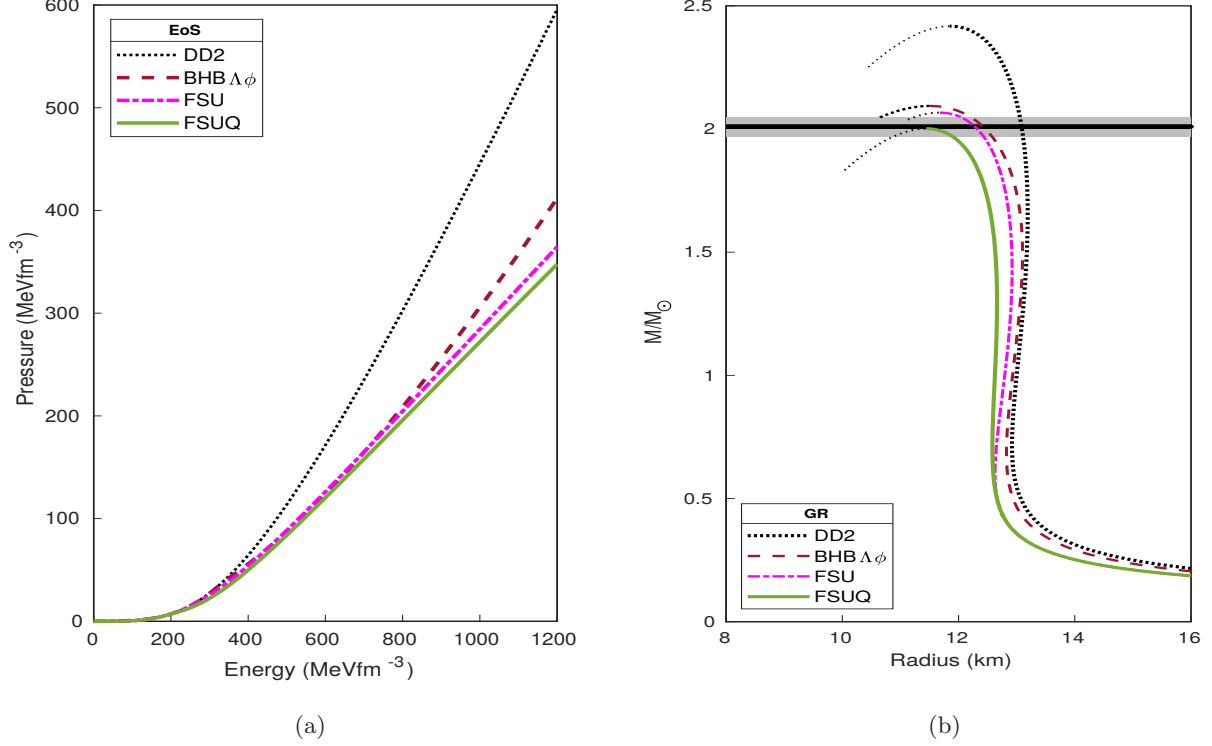 600
500
400
300
200
100
0
Pressure (MeVfm -3)
EoS
DD2
BHB Λϕ
FSU
FSUQ
0 200 400 600 800 1000 1200
Energy (MeVfm -3)
(a)
2.5
2
1.5
1
0.5
0
M/M⊙
GR
DD2
BHB Λϕ
FSU
FSUQ
8 10 12 14 16
Radius (km)
(b)